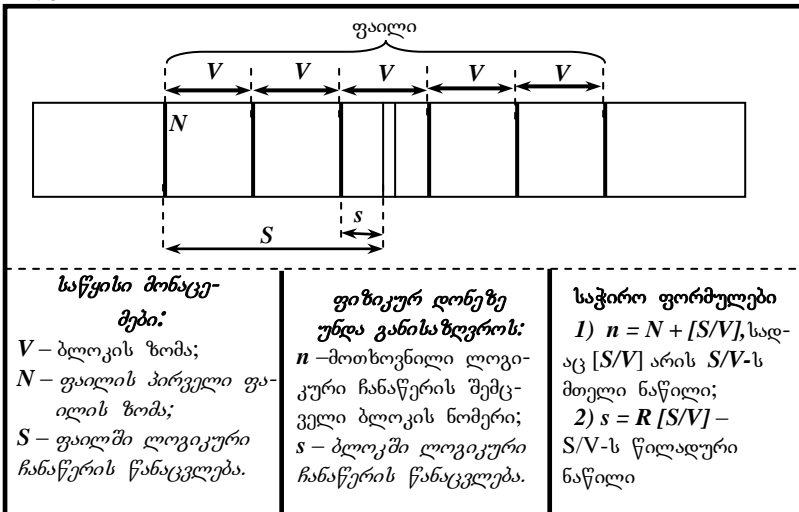 ფაილი
V V V V V
N
s
S
საწყისი მონაცე-
მები:
V – ბლოკის ზომა;
N – ფაილის პირველი ფა-
ილის ზომა;
S – ფაილში ლოგიკური
ჩანაწერის წანაცვლება.
ფიზიკურ დონეზე
უნდა განისაზღვროს:
n –მოთხოვნილი ლოგი-
კური ჩანაწერის შემც-
ველი ბლოკის ნომერი;
s – ბლოკში ლოგიკური
ჩანაწერის წანაცვლება.
საჭირო ფორმულები
1) n = N + [S/V], სად-
აც [S/V] არის S/V-ს
მთელი ნაწილი;
2) s = R [S/V] –
S/V-ს წილადური
ნაწილი